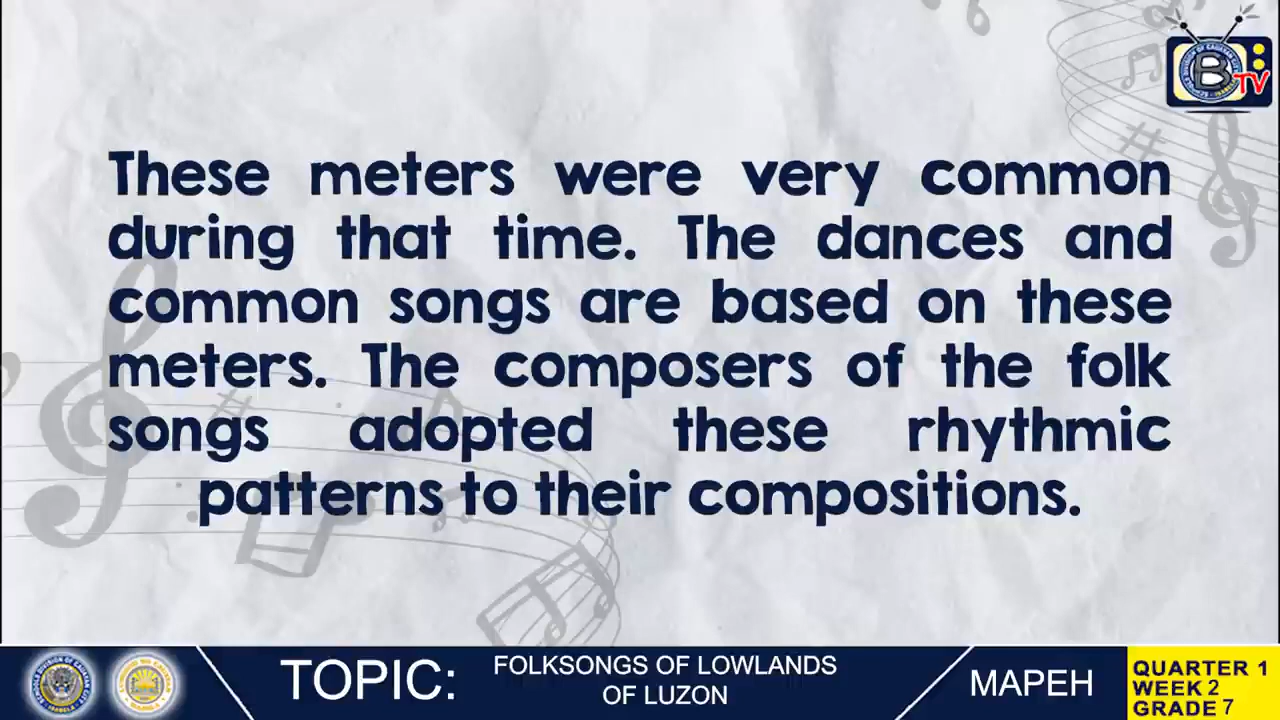 These meters were very common
during that time. The dances and
common songs are based on these
meters. The composers of the folk
songs adopted these rhythmic
patterns to their compositions.
B
TV
TOPIC:
FOLKSONGS OF LOWLANDS
OF LUZON
MAPEH
QUARTER 1
WEEK 2
GRADE 7